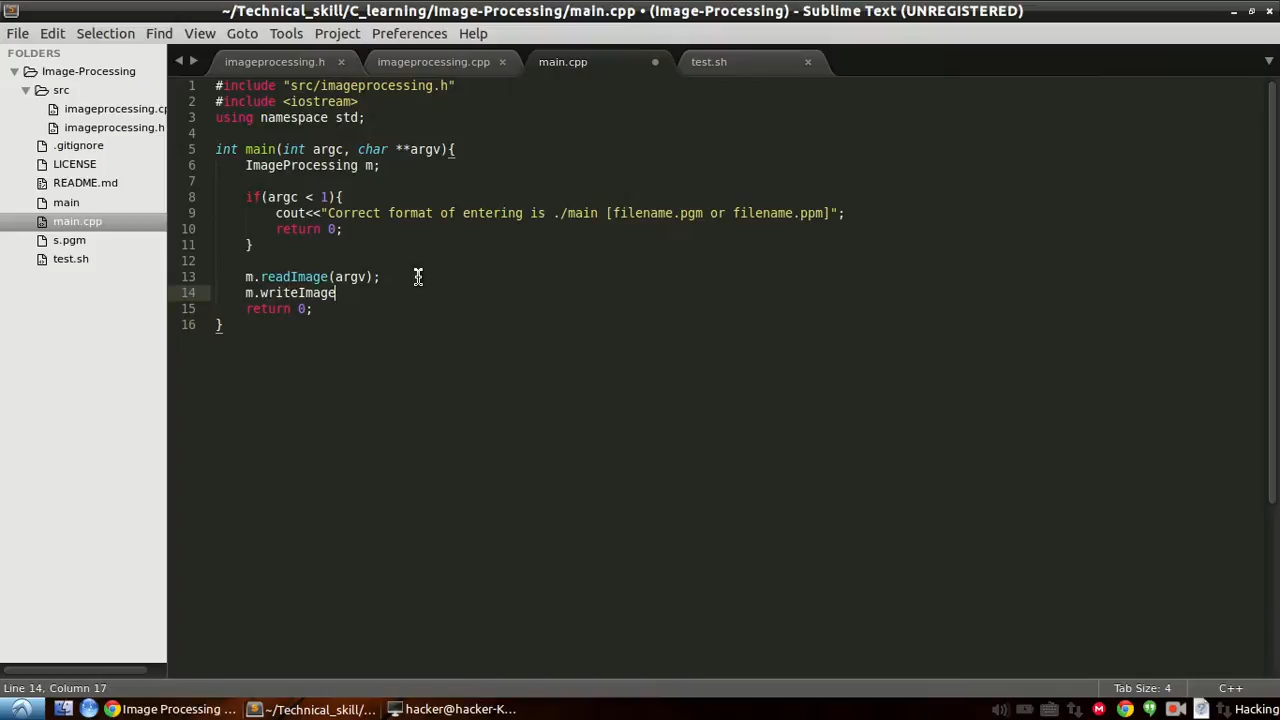 ~/Technical_skill/C_learning/Image-Processing/main.cpp • (Image-Processing) - Sublime Text (UNREGISTERED)
File Edit Selection Find View Goto Tools Project Preferences Help
FOLDERS
Image-Processing
src
imageprocessing.cp
imageprocessing.h
.gitignore
LICENSE
README.md
main
main.cpp
s.pgm
test.sh
imageprocessing.h imageprocessing.cpp main.cpp test.sh
1 #include "src/imageprocessing.h"
2 #include <iostream>
3 using namespace std;
4
5 int main(int argc, char **argv){
6 ImageProcessing m;
7
8 if(argc < 1){
9 cout<<"Correct format of entering is ./main [filename.pgm or filename.ppm]";
10 return 0;
11 }
12
13 m.readImage(argv);
14 m.writeImage
15 return 0;
16 }
Line 14, Column 17 Tab Size: 4 C++
Image Processing ... ~/Technical_skill/... hacker@hacker-K... Hacking